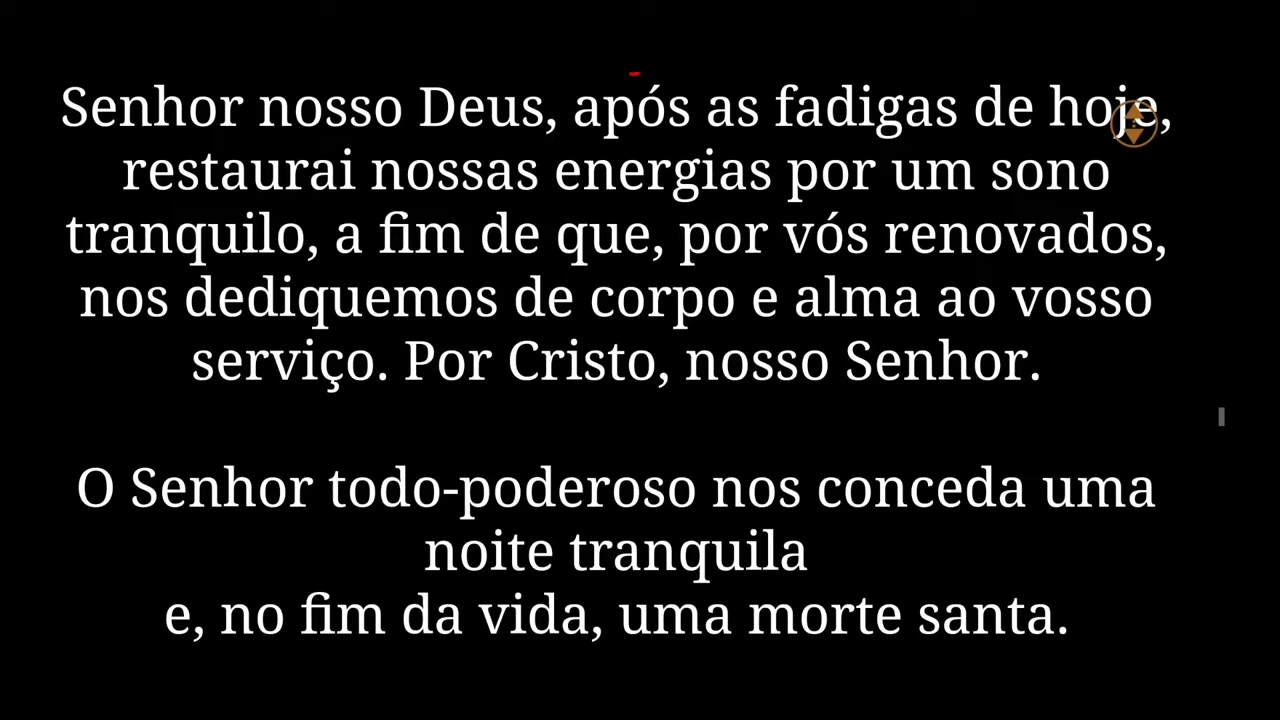 Senhor nosso Deus, após as fadigas de hoje,
restaurai nossas energias por um sono
tranquilo, a fim de que, por vós renovados,
nos dediquemos de corpo e alma ao vosso
serviço. Por Cristo, nosso Senhor.
O Senhor todo-poderoso nos conceda uma
noite tranquila
e, no fim da vida, uma morte santa.